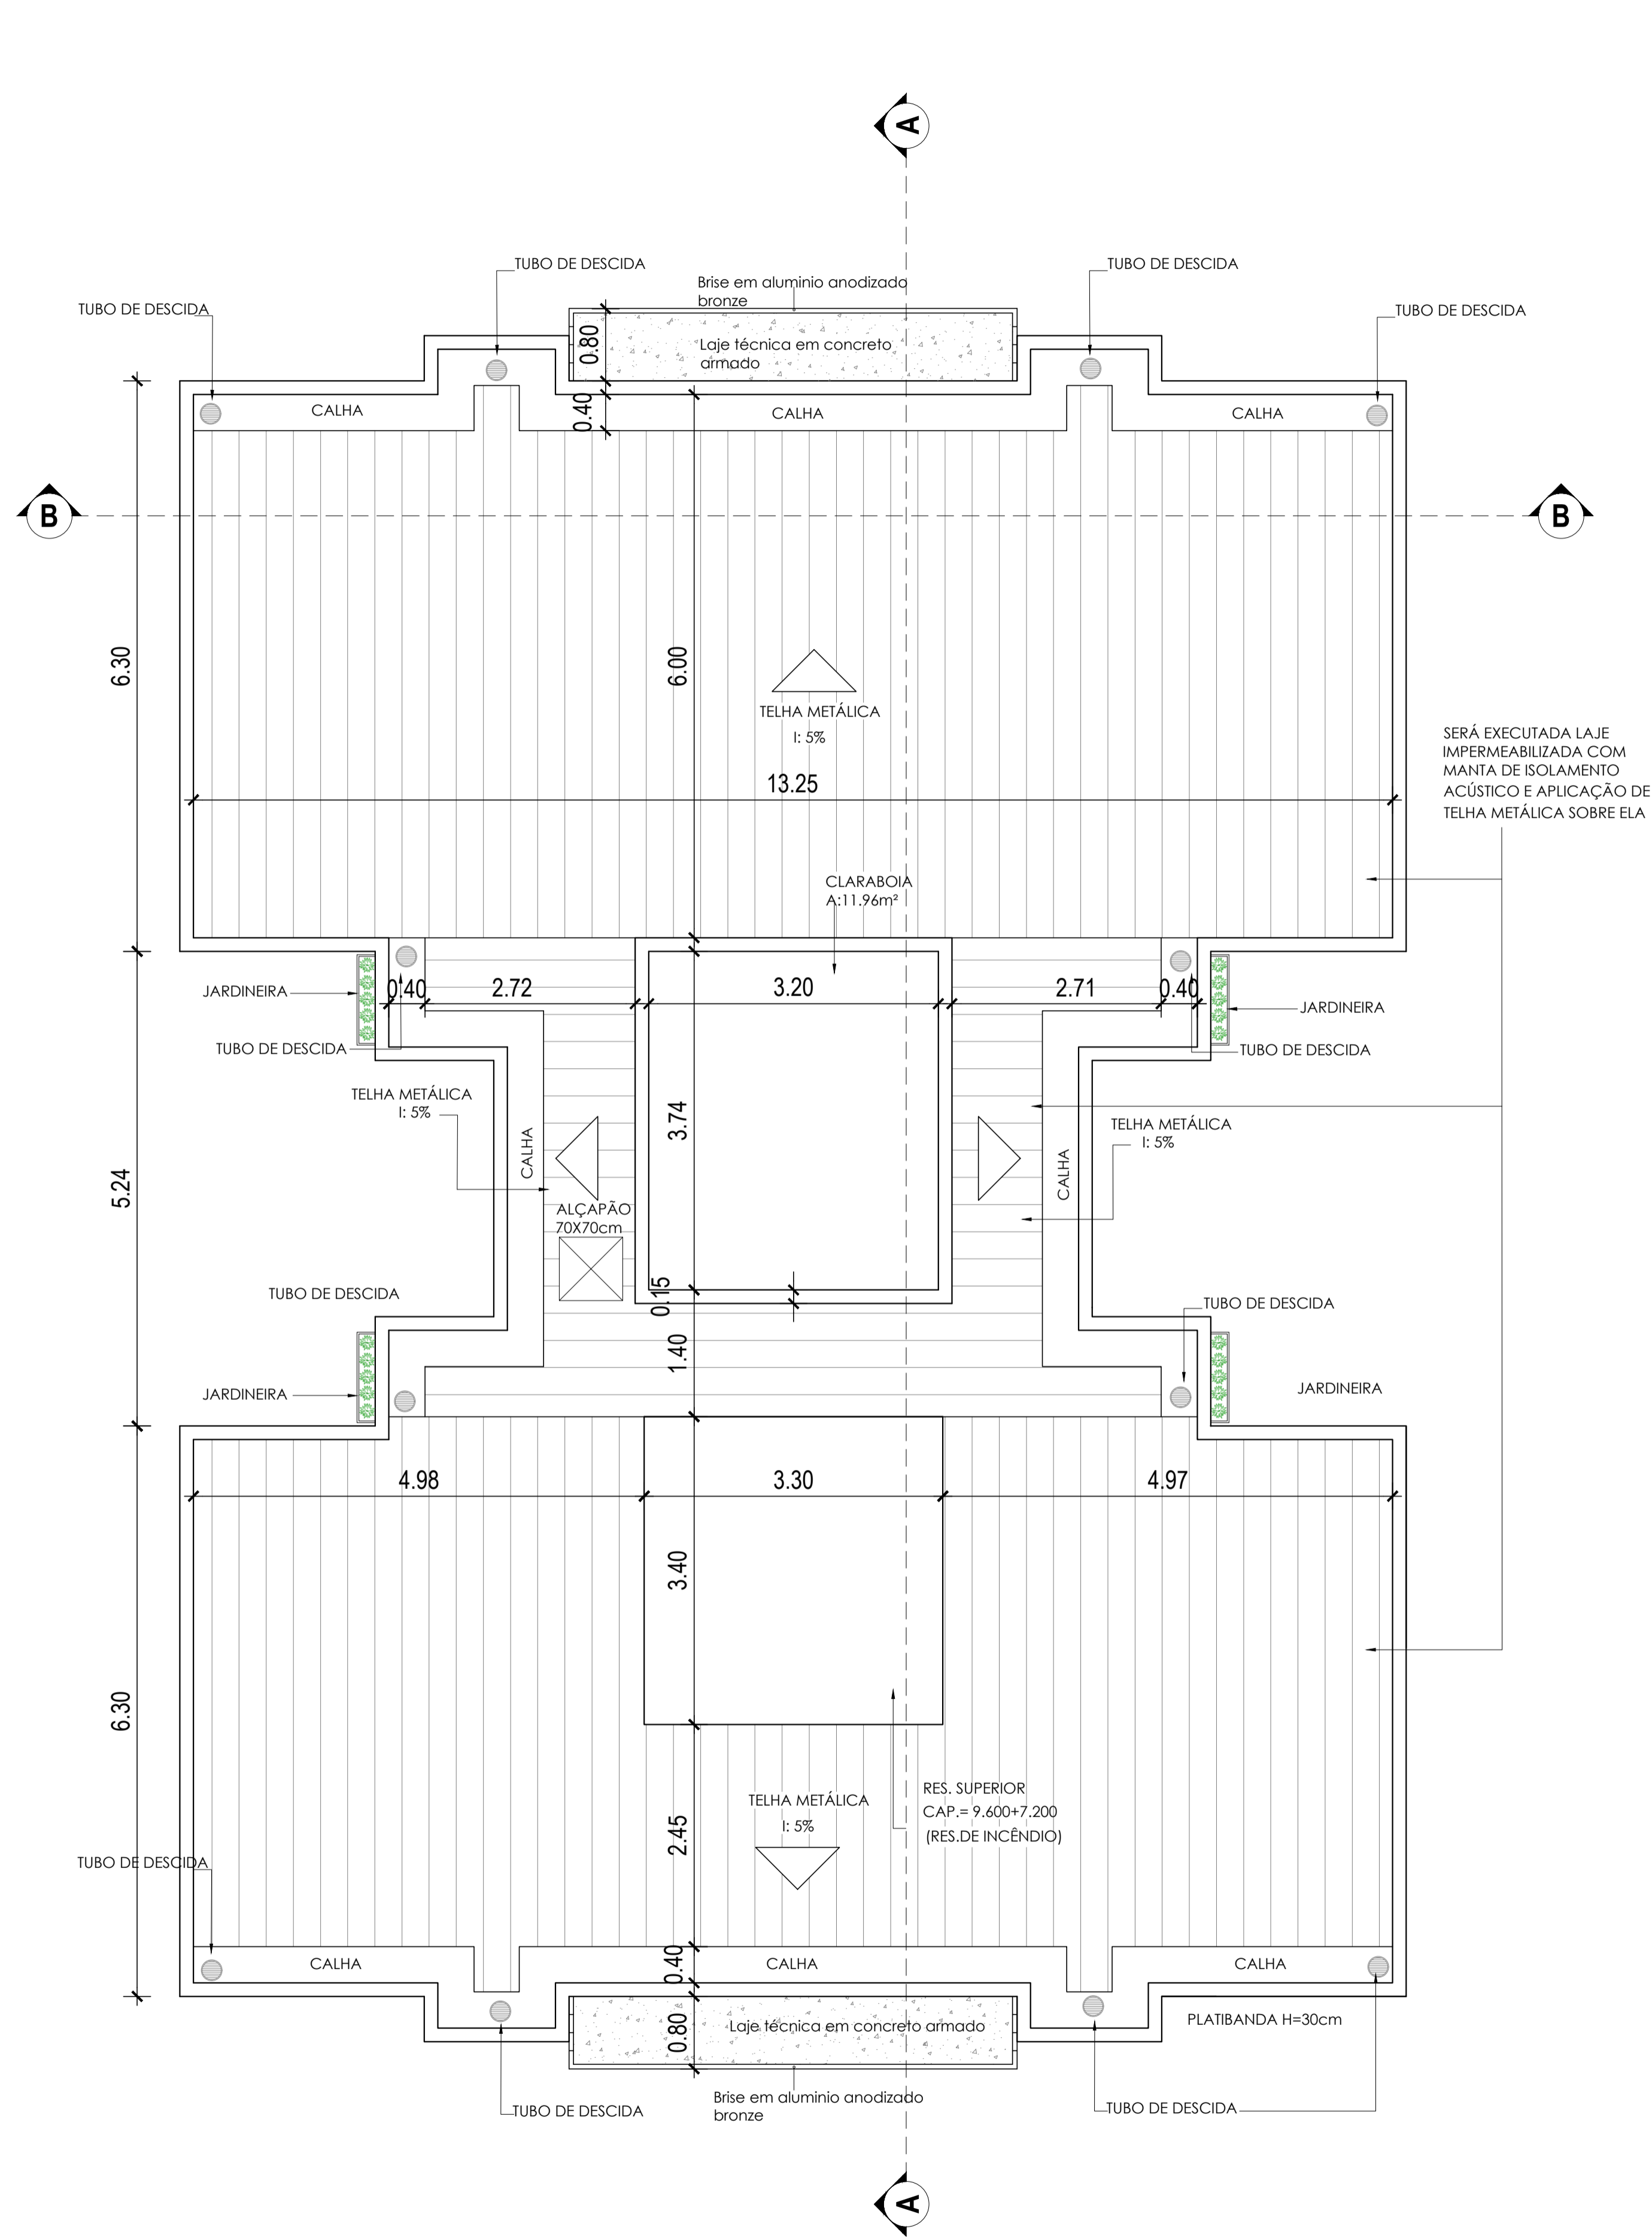 A
TUBO DE DESCIDA
TUBO DE DESCIDA
Brise em aluminio anodizado
bronze
TUBO DE DESCIDA
TUBO DE DESCIDA
0.80
Laje técnica em concreto
armado
0.40
CALHA
CALHA
CALHA
B
B
6.30
6.00
TELHA METÁLICA
I: 5%
13.25
SERÁ EXECUTADA LAJE
IMPERMEABILIZADA COM
MANTA DE ISOLAMENTO
ACÚSTICO E APLICAÇÃO DE
TELHA METÁLICA SOBRE ELA
CLARABOIA
A:11.96m²
JARDINEIRA
0.40
2.72
3.20
2.71
0.40
JARDINEIRA
TUBO DE DESCIDA
TUBO DE DESCIDA
TELHA METÁLICA
I: 5%
3.74
TELHA METÁLICA
I: 5%
CALHA
CALHA
5.24
ALÇAPÃO
70X70cm
TUBO DE DESCIDA
0.15
TUBO DE DESCIDA
1.40
JARDINEIRA
JARDINEIRA
4.98
3.30
4.97
3.40
6.30
RES. SUPERIOR
CAP.= 9.600+7.200
(RES.DE INCÊNDIO)
TELHA METÁLICA
I: 5%
2.45
TUBO DE DESCIDA
0.40
CALHA
CALHA
CALHA
0.80
Laje técnica em concreto armado
PLATIBANDA H=30cm
Brise em aluminio anodizado
bronze
TUBO DE DESCIDA
TUBO DE DESCIDA
A